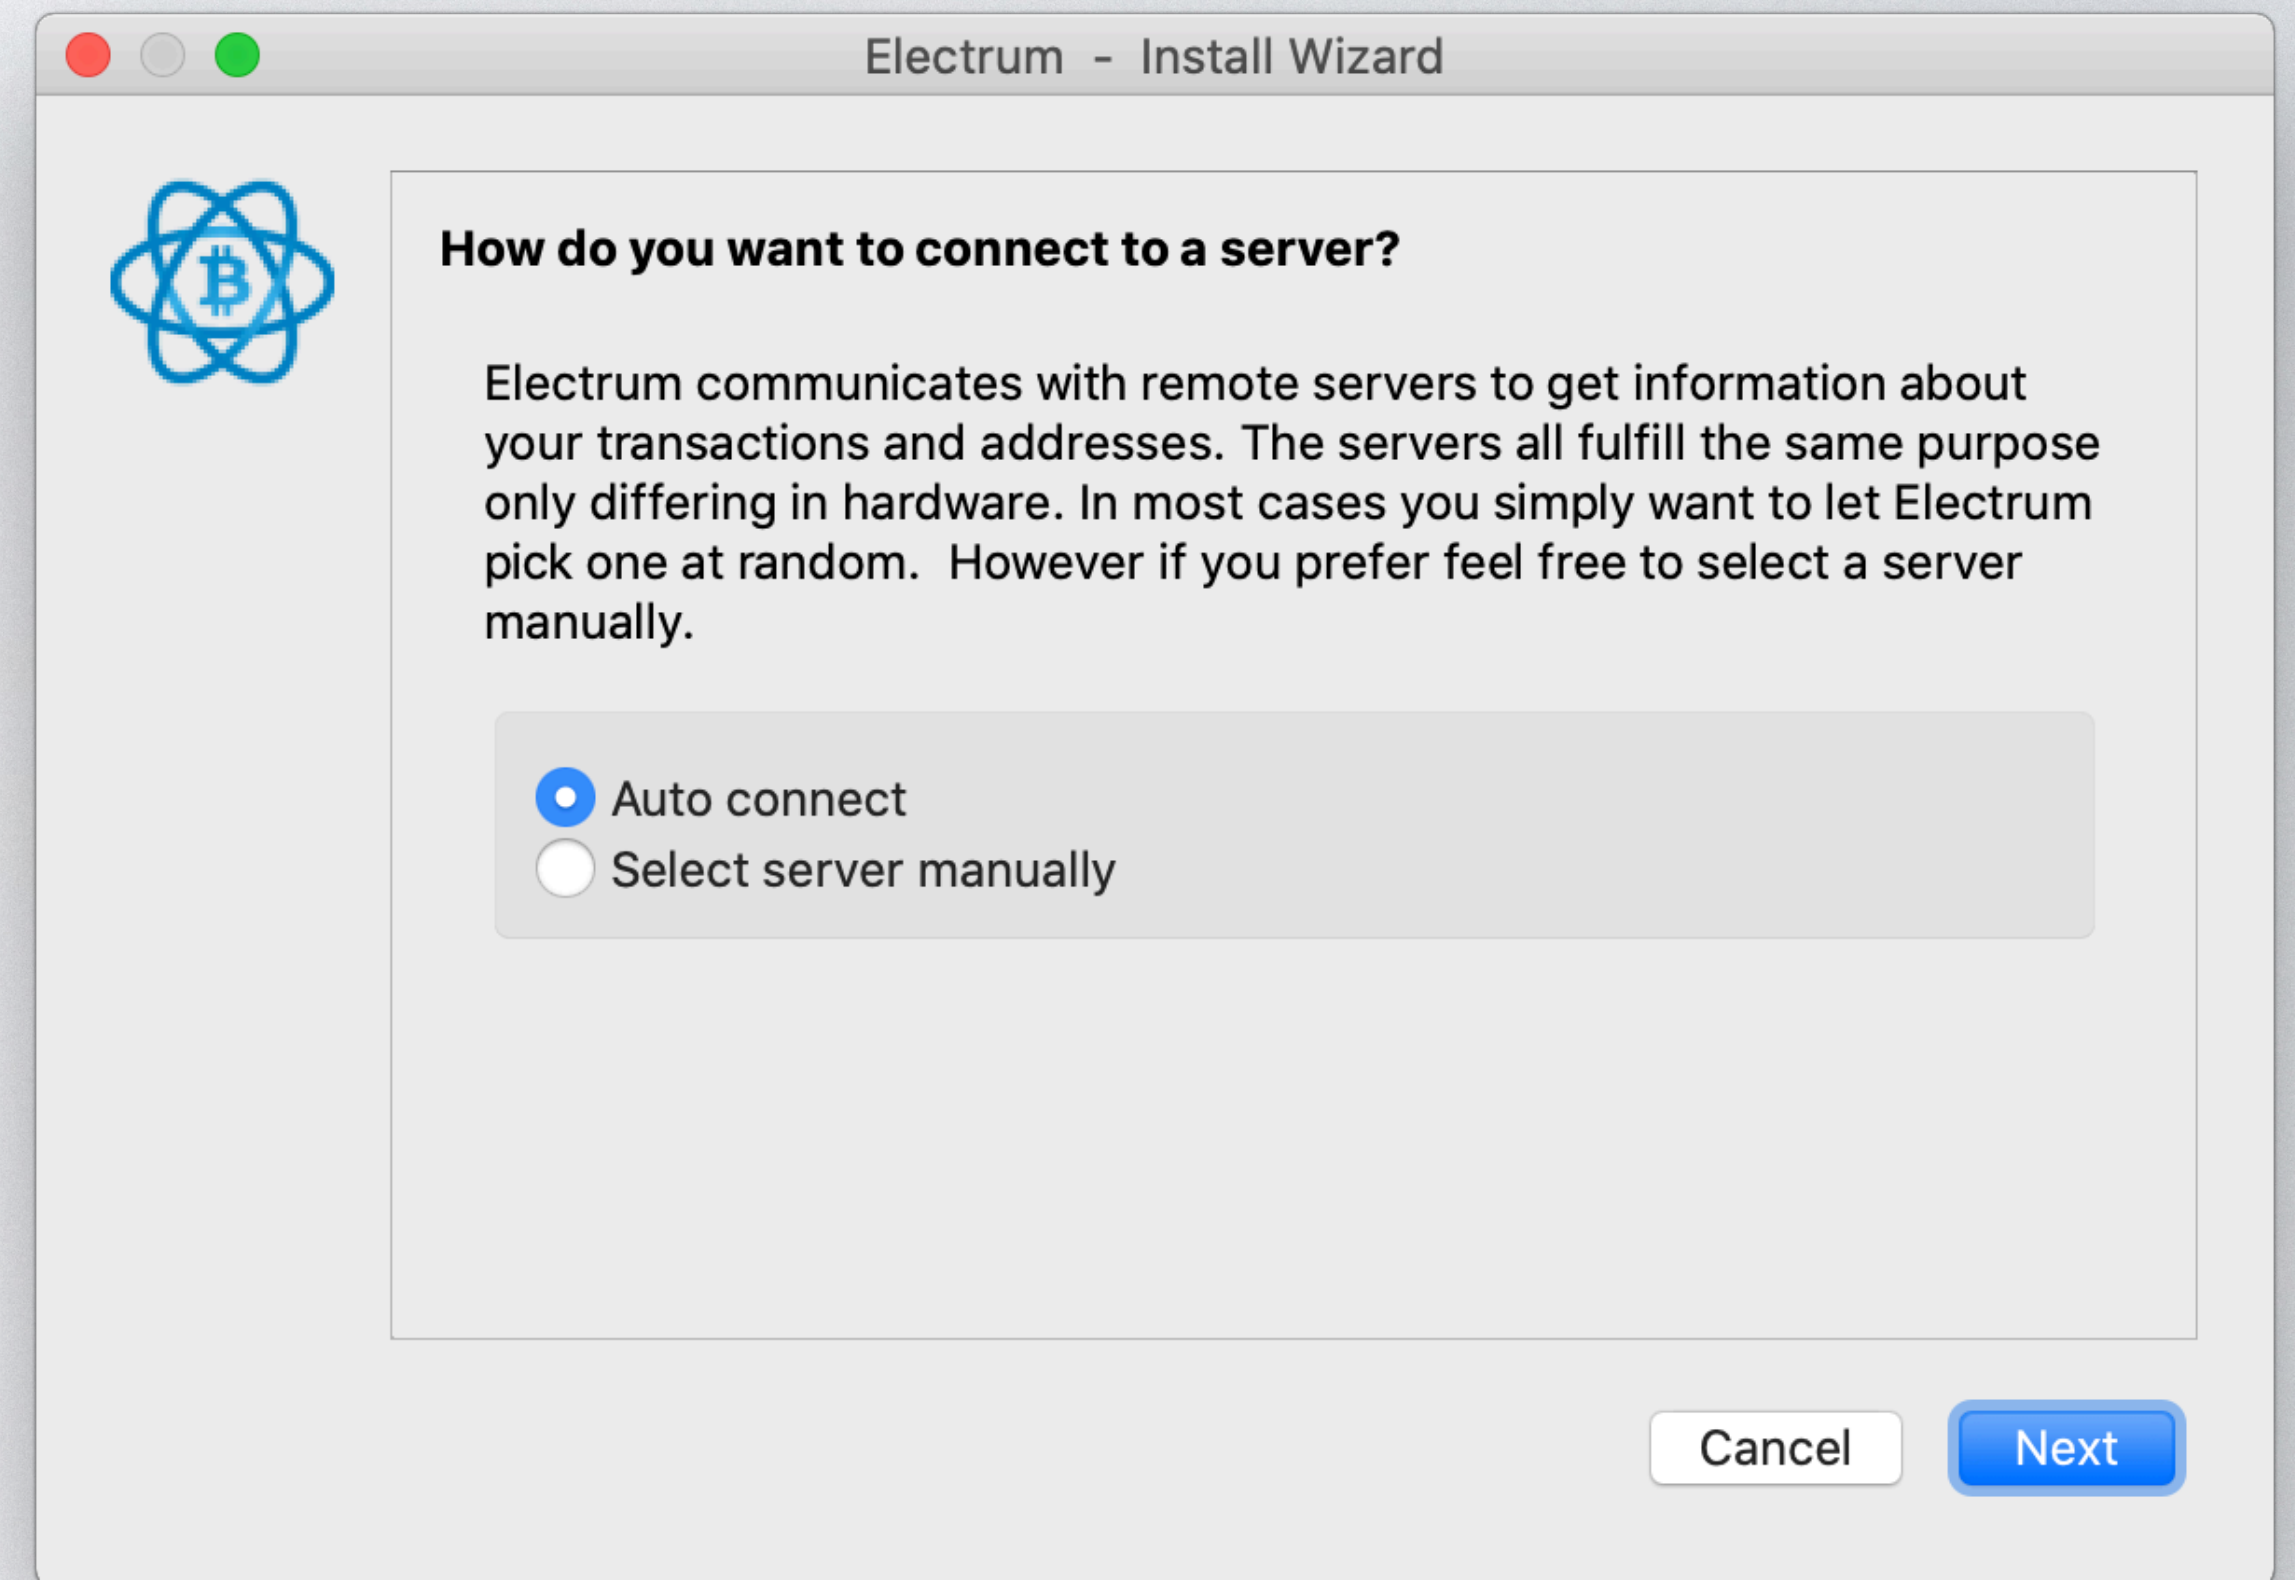 Electrum - Install Wizard
How do you want to connect to a server?
Electrum communicates with remote servers to get information about
your transactions and addresses. The servers all fulfill the same purpose
only differing in hardware. In most cases you simply want to let Electrum
pick one at random.  However if you prefer feel free to select a server
manually.
Auto connect
Select server manually
Cancel
Next